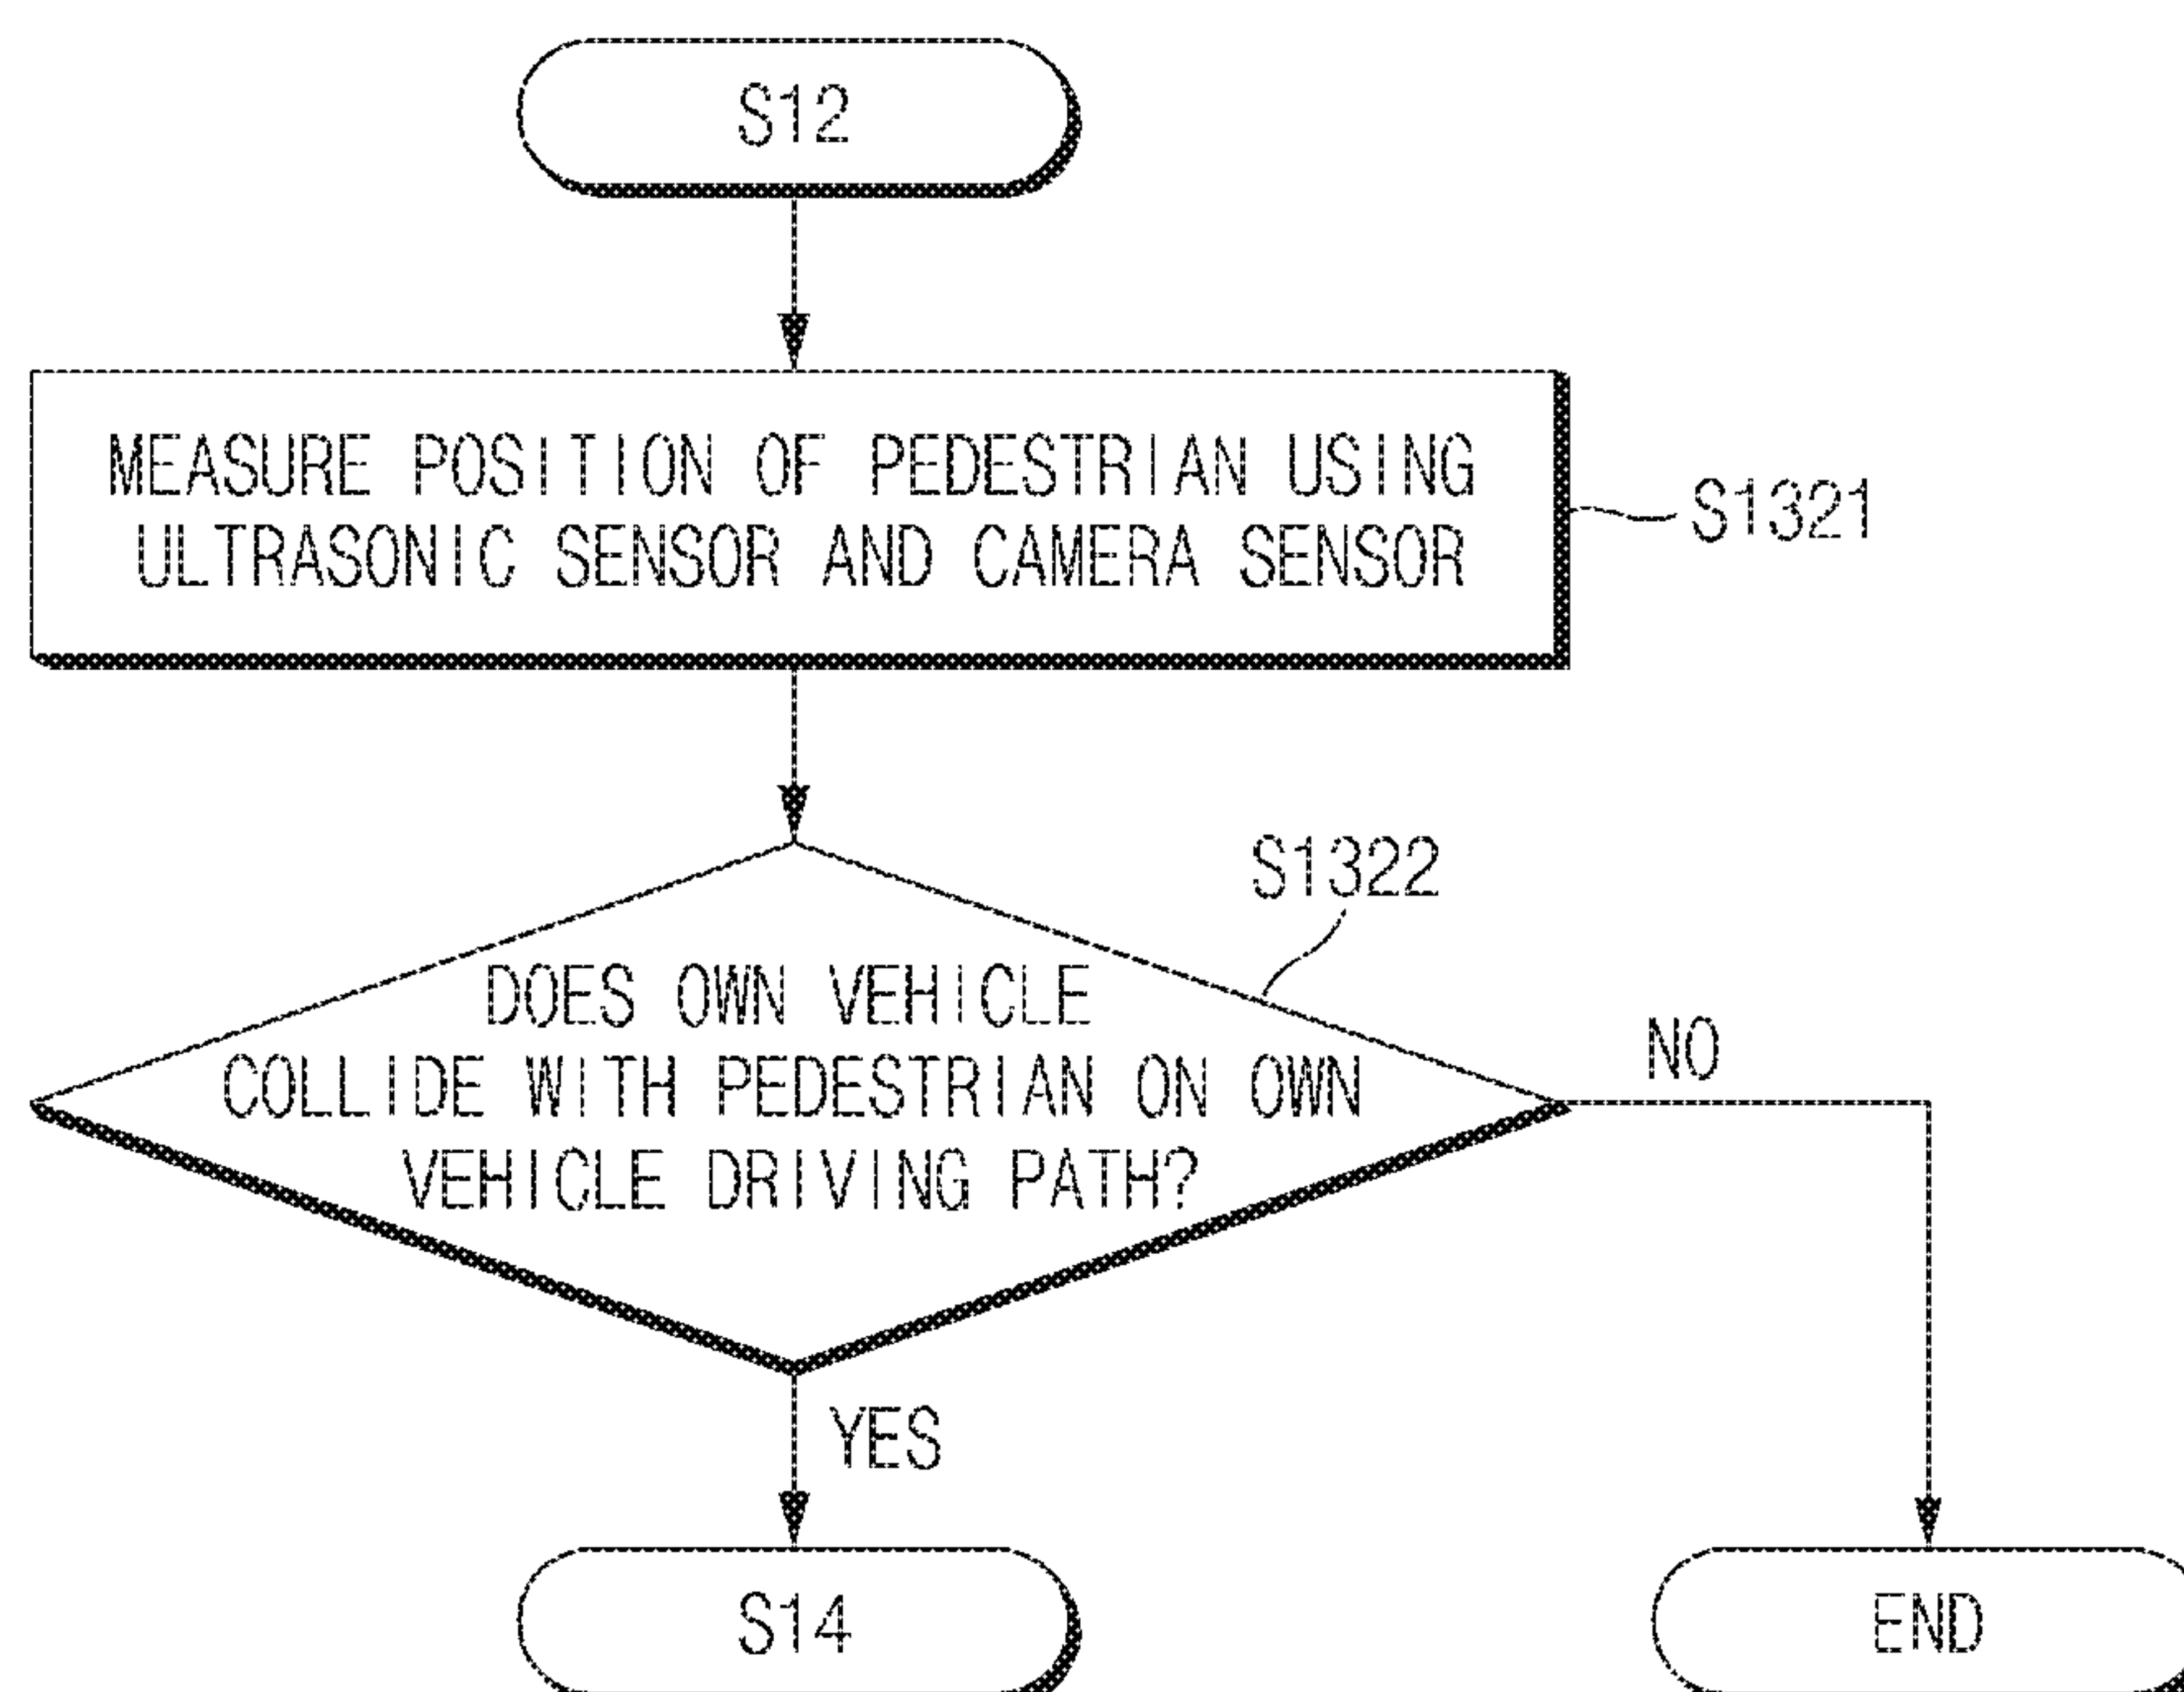 S12
MEASURE POSITION OF PEDESTRIAN USING
ULTRASONIC SENSOR AND CAMERA SENSOR
S1321
S1322
DOES OWN VEHICLE
COLLIDE WITH PEDESTRIAN ON OWN
VEHICLE DRIVING PATH?
NO
YES
S14
END